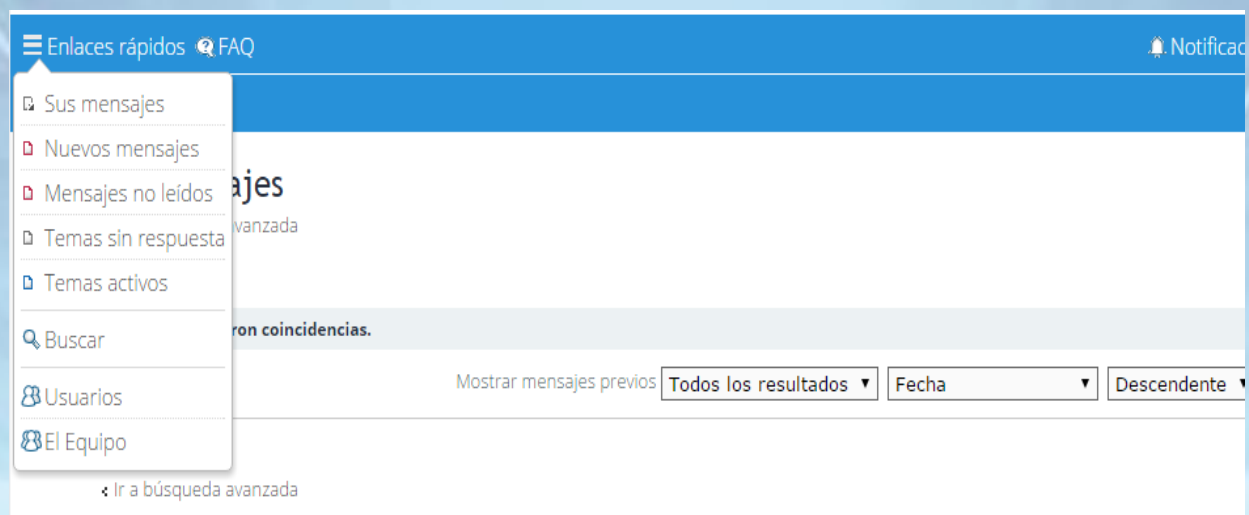 Enlaces rápidos FAQ Notificac
Sus mensajes
Nuevos mensajes
Mensajes no leídos
ajes
Temas sin respuesta
vanzada
Temas activos
Buscar
ron coincidencias.
Mostrar mensajes previos Todos los resultados Fecha Descendente
Usuarios
El Equipo
Ir a búsqueda avanzada